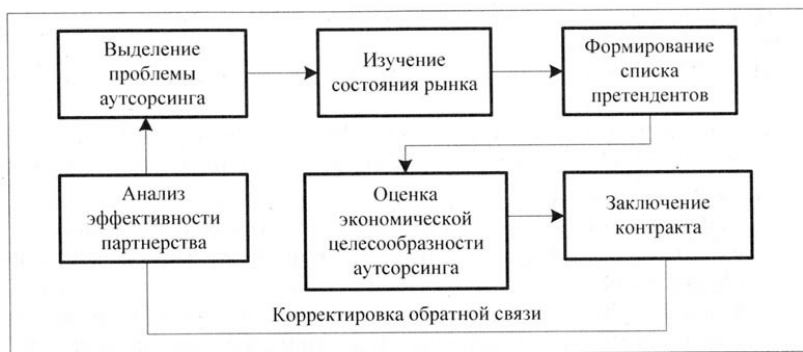 Выделение
проблемы
аутсорсинга
Изучение
состояния рынка
Формирование
списка
претендентов
Анализ
эффективности
партнерства
Оценка
экономической
целесообразности
аутсорсинга
Заключение
контракта
Корректировка обратной связи